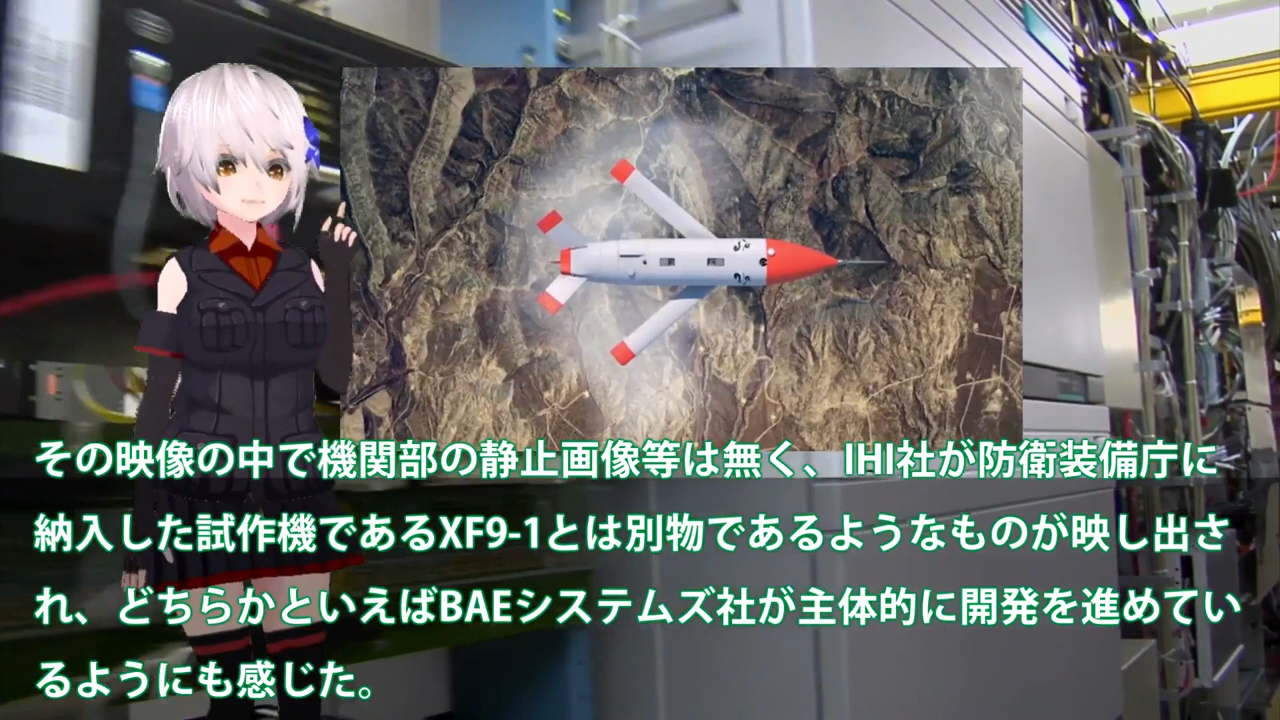 その映像の中で機関部の静止画像等は無く、IHI社が防衛装備庁に
納入した試作機であるXF9-1とは別物であるようなものが映し出さ
れ、どちらかといえばBAEシステムズ社が主体的に開発を進めてい
るようにも感じた。